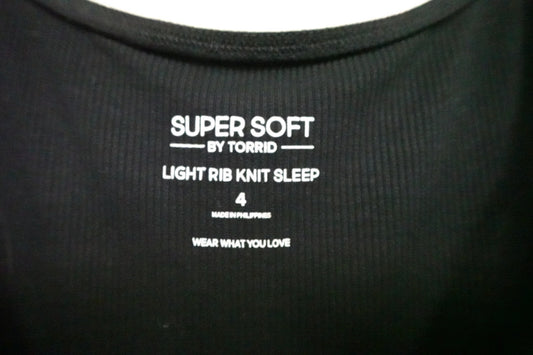 SUPER SOFT
BY TORRID
LIGHT RIB KNIT SLEEP
4
MADE IN PHILIPPINES
WEAR WHAT YOU LOVE